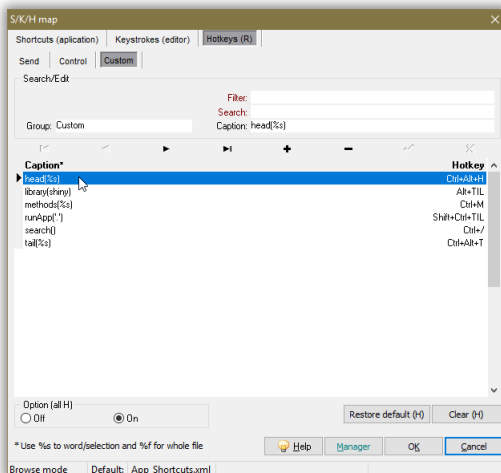 S/K/H map
Shortcuts (aplication) Keystrokes (editor) Hotkeys (R)
Send Control Custom
Search/Edit
Filter:
Search:
Group: Custom Caption: head(%s)
Caption* Hotkey
head(%s) Ctrl+Alt+H
library(shiny) Alt+TIL
methods(%s) Ctrl+M
runApp('.') Shift+Ctrl+TIL
search() Ctrl+/
tail(%s) Ctrl+Alt+T
Option (all H)
Off On Restore default (H) Clear (H)
* Use %s to word/selection and %f for whole file Help Manager OK Cancel
Browse mode Default: App_Shortcuts.xml